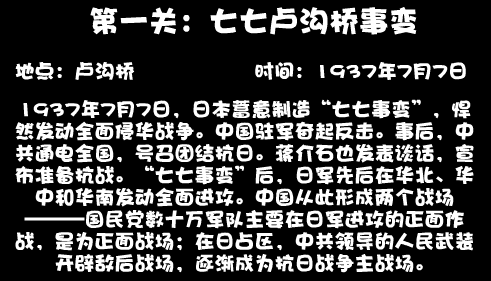 第一关：七七卢沟桥事变
地点：卢沟桥 时间：1937年7月7日
1937年7月7日，日本蓄意制造“七七事变”，悍
然发动全面侵华战争。中国驻军奋起反击。事后，中
共通电全国，号召团结抗日。蒋介石也发表谈话，宣
布准备抗战。“七七事变”后，日军先后在华北、华
中和华南发动全面进攻。中国从此形成两个战场
————国民党数十万军队主要在日军进攻的正面作
战，是为正面战场；在日占区，中共领导的人民武装
开辟敌后战场，逐渐成为抗日战争主战场。